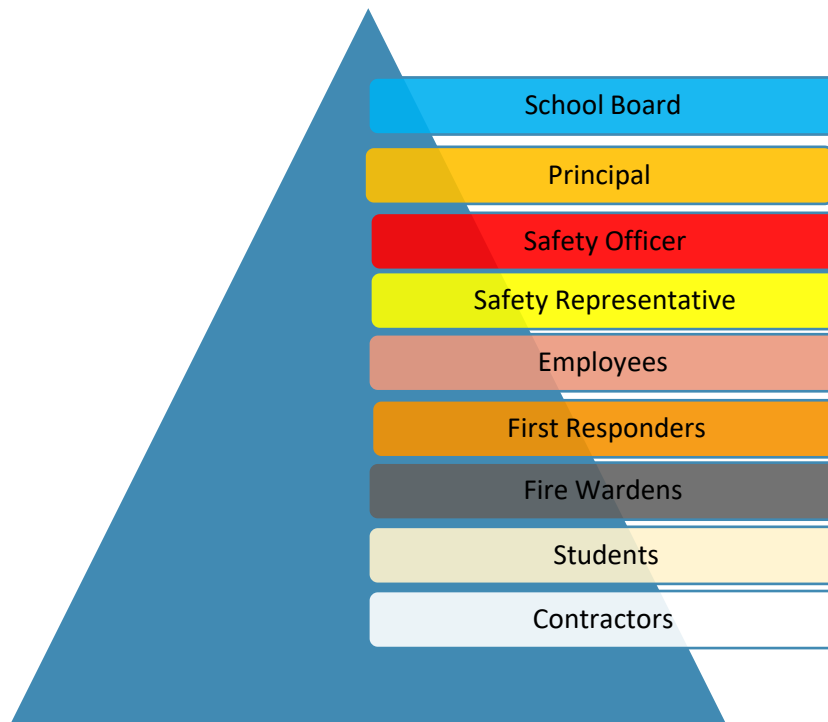 School Board
Principal
Safety Officer
Safety Representative
Employees
First Responders
Fire Wardens
Students
Contractors